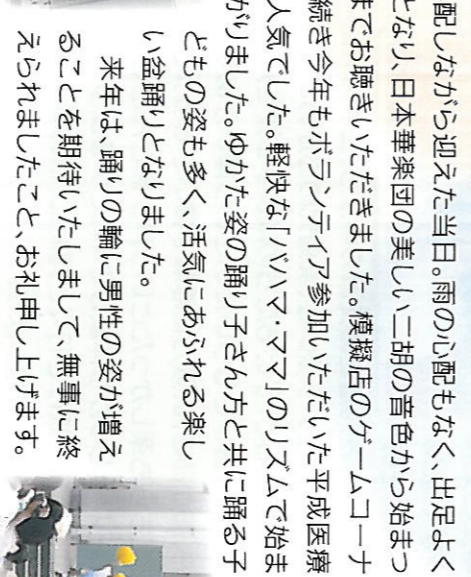 配しながら迎えた当日。雨の心配もなく、出足よく
となり、日本華楽団の美しい二胡の音色から始まっ
までお聴きいただきました。模擬店のゲームコーナ
続き今年もボランティア参加いただいた平成医療
人気でした。軽快な「バハマ・ママ」のリズムで始ま
がりました。ゆかた姿の踊り子さん方と共に踊る子
どもの姿も多く、活気にあふれる楽し
い盆踊りとなりました。
来年は、踊りの輪に男性の姿が増え
ることを期待いたしまして、無事に終
えられましたこと、お礼申し上げます。